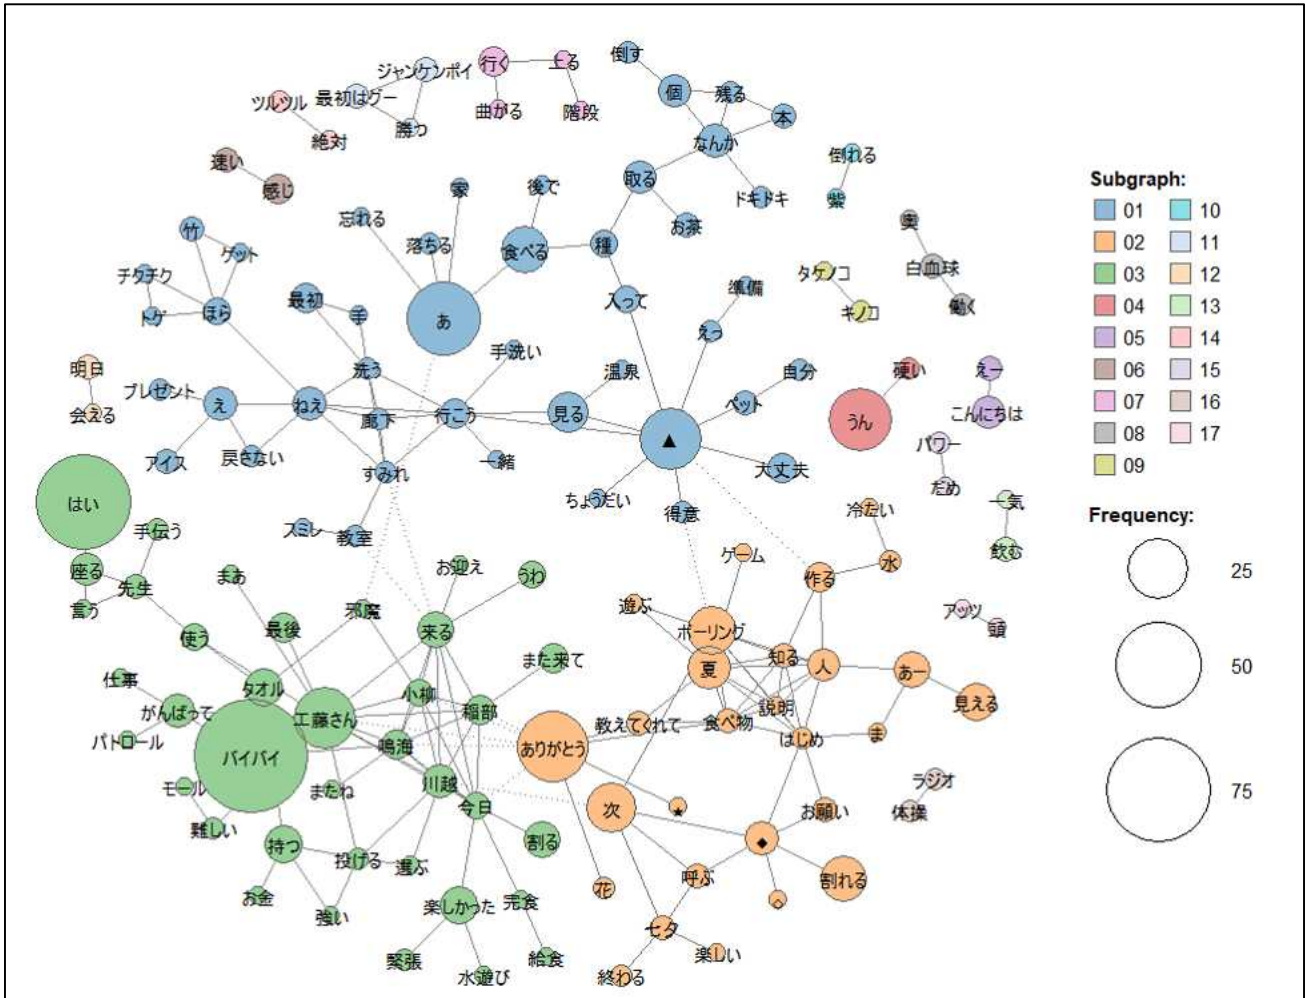 倒す
ジャンケンポイ
行く
上る
個
残る
ツルツル
最初はグー
曲がる
階段
本
勝つ
絶対
なんか
倒れる
速い
取る
感じ
家
後で
ドキドキ
紫
忘れる
お茶
奥
竹
落ちる
食べる
種
ゲット
チクチク
白血球
タケノコ
最初
入って
準備
働く
トゲ
ほら
手
あ
えっ
キノコ
手洗い
明日
洗う
温泉
自分
硬い
えー
プレゼント
え
ねえ
廊下
行こう
見る
ペット
うん
こんにちは
会える
▲
パワー
アイス
戻さない
すみれ
一緒
大丈夫
だめ
はい
ちょうだい
得意
冷たい
一気
手伝う
スミレ
教室
飲む
座る
先生
まあ
お迎え
うわ
ゲーム
水
作る
言う
邪魔
遊ぶ
アッツ
頭
使う
最後
来る
ボーリング
また来て
夏
知る
人
あー
仕事
タオル
小柳
見える
がんばって
工藤さん
稲部
教えてくれて
食べ物
説明
パトロール
バイバイ
鳴海
ありがとう
はじめ
ま
モール
またね
川越
ラジオ
難しい
今日
次
★
お願い
体操
持つ
投げる
選ぶ
割る
◆
お金
花
呼ぶ
割れる
強い
楽しかった
完食
◇
七夕
緊張
水遊び
給食
終わる
楽しい
Subgraph:
01 10
02 11
03 12
04 13
05 14
06 15
07 16
08 17
09
Frequency:
25
50
75